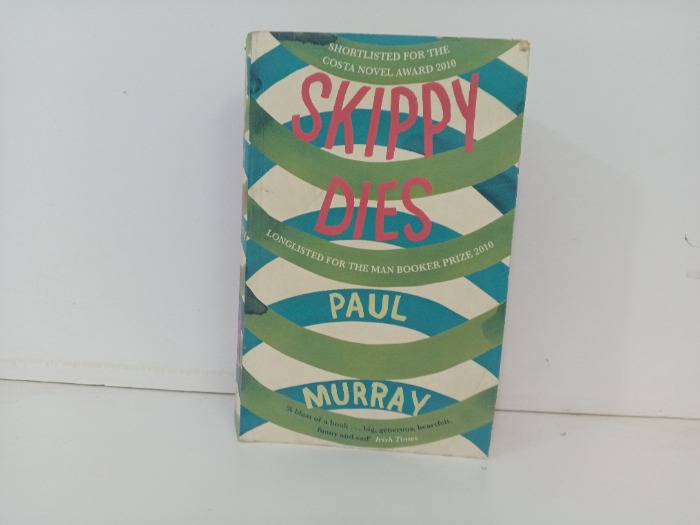 SHORTLISTED FOR THE
COSTA NOVEL AWARD 2010
SKIPPY
DIES
LONGLISTED FOR THE MAN BOOKER PRIZE 2010
PAUL
MURRAY
'A blast of a book . . . big, generous, heartfelt,
funny and sad' Irish Times